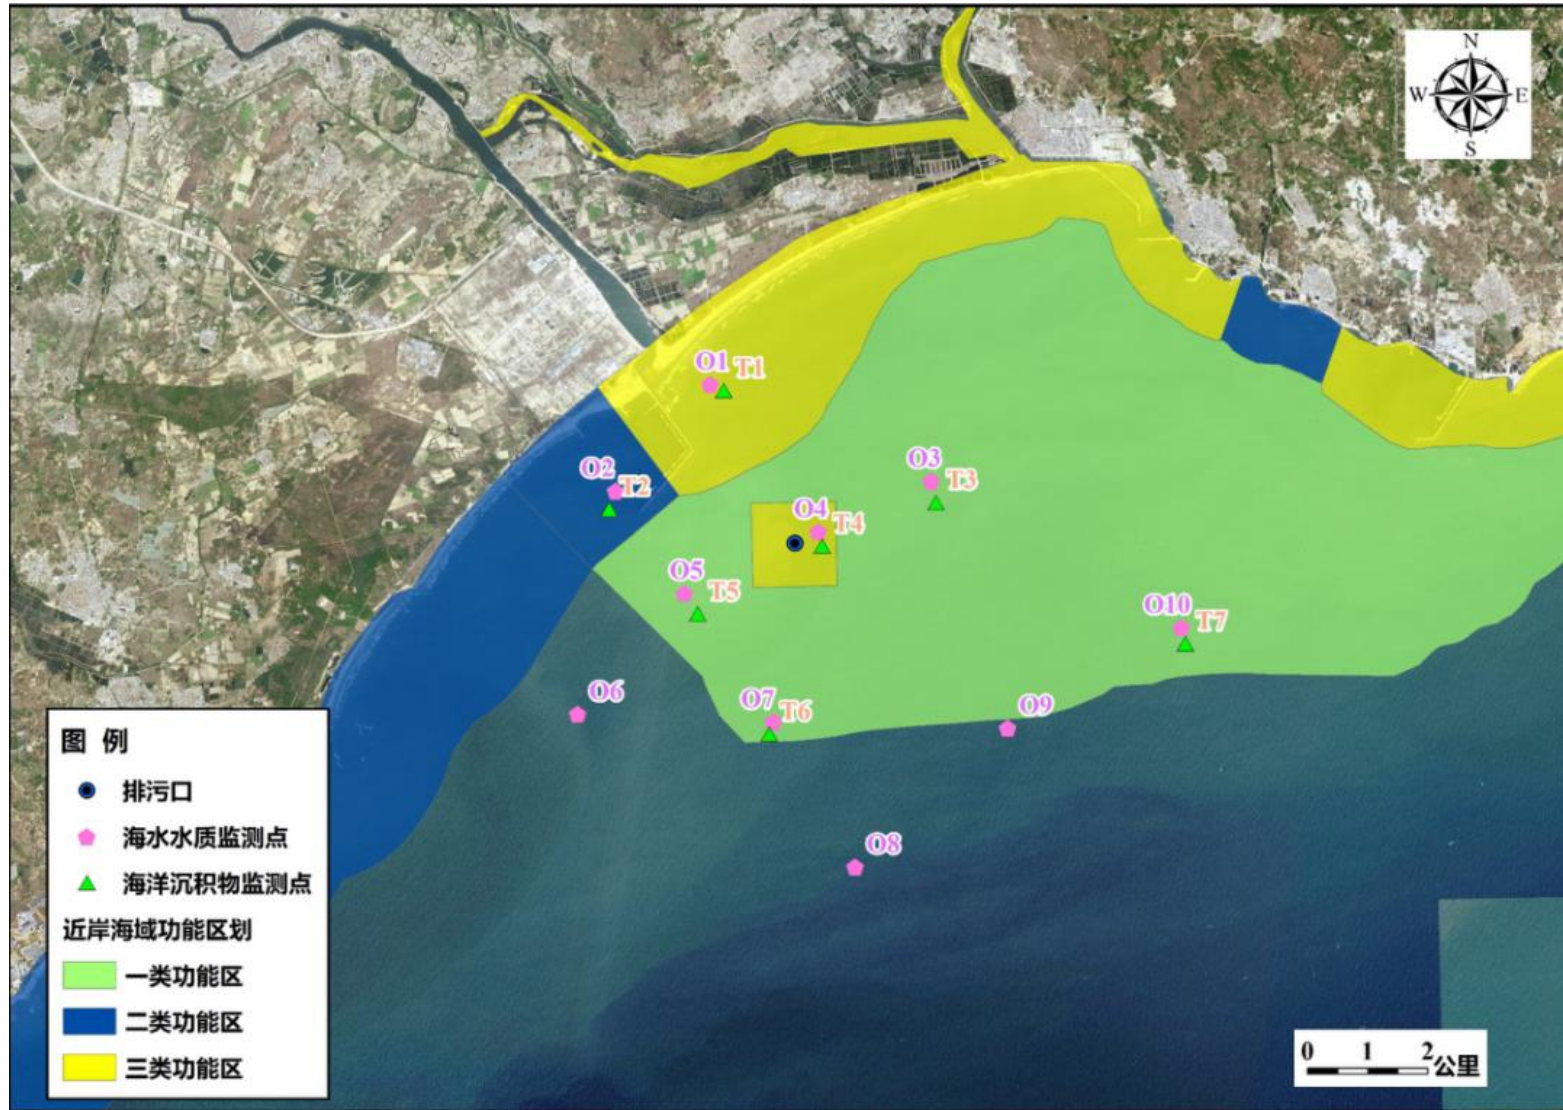 N
W E
S
O1 T1
O2 T2
O3 T3
O4 T4
O5 T5
O6
O7 T6
O8
O9
O10 T7
图 例
排污口
海水水质监测点
海洋沉积物监测点
近岸海域功能区划
一类功能区
二类功能区
三类功能区
0 1 2公里